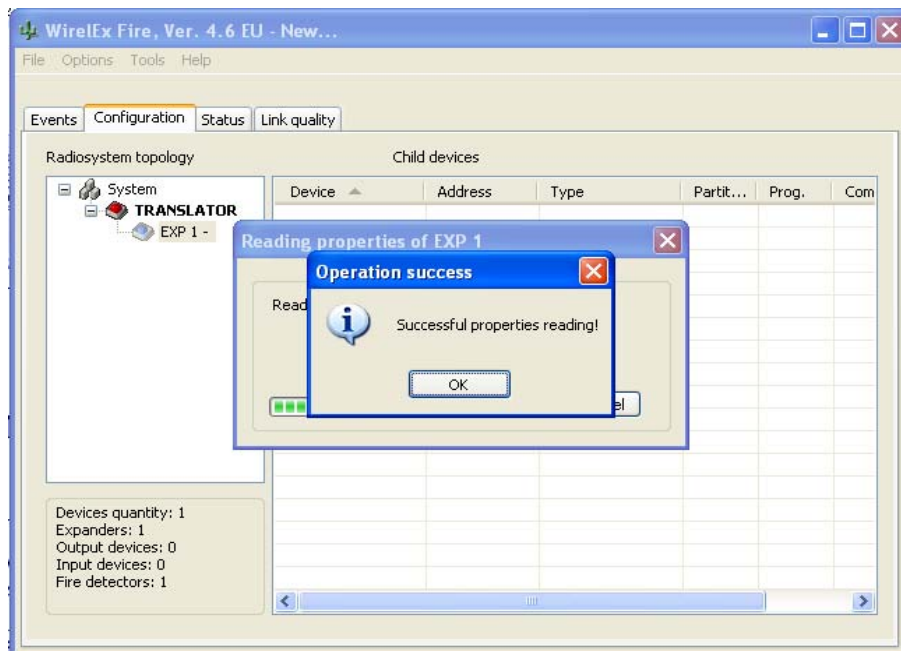 WirelEx Fire, Ver. 4.6 EU - New...
File Options Tools Help
Events Configuration Status Link quality
Radiosystem topology Child devices
System
TRANSLATOR
EXP 1 -
Device Address Type Partit... Prog. Com
Reading properties of EXP 1
Operation success
Read
Successful properties reading!
OK
el
Devices quantity: 1
Expanders: 1
Output devices: 0
Input devices: 0
Fire detectors: 1